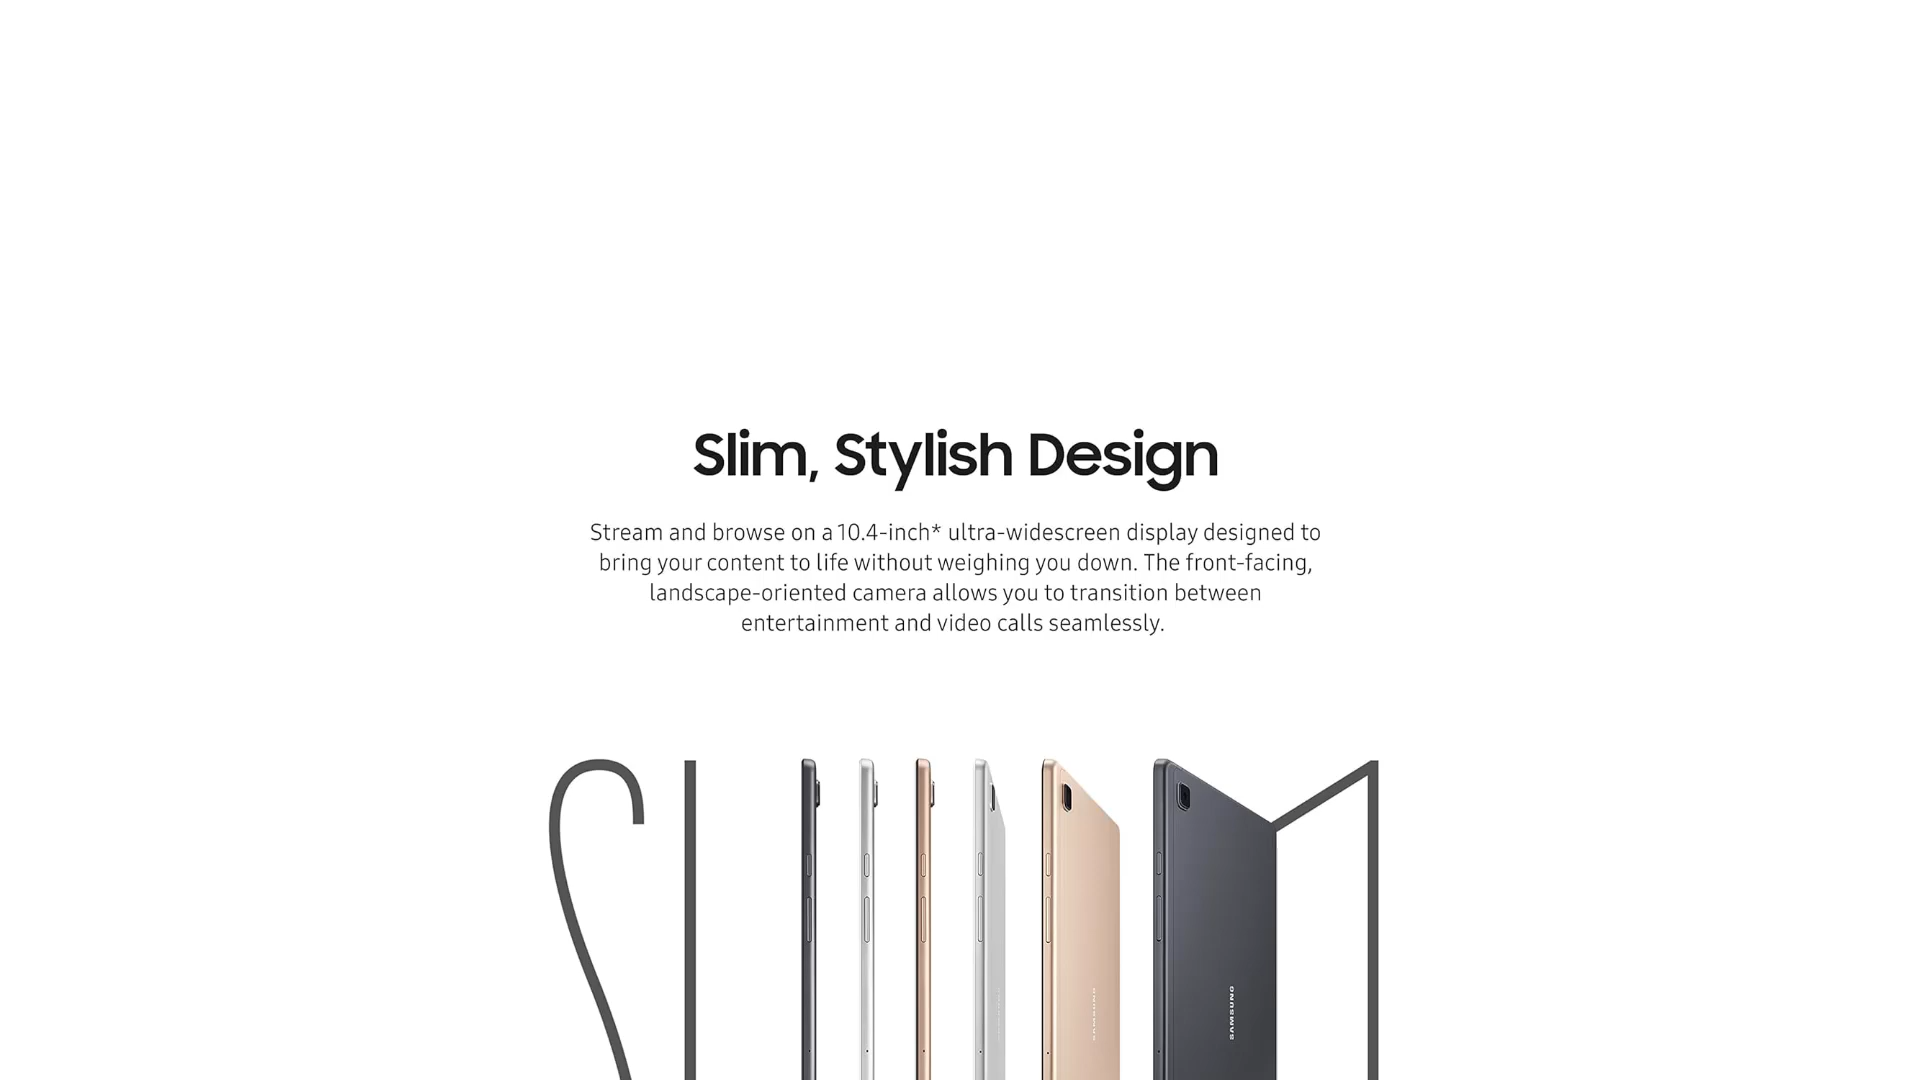 Slim, Stylish Design
Stream and browse on a 10.4-inch* ultra-widescreen display designed to
bring your content to life without weighing you down. The front-facing,
landscape-oriented camera allows you to transition between
entertainment and video calls seamlessly.
SAMSUNG
SAMSUNG
SAMSUNG